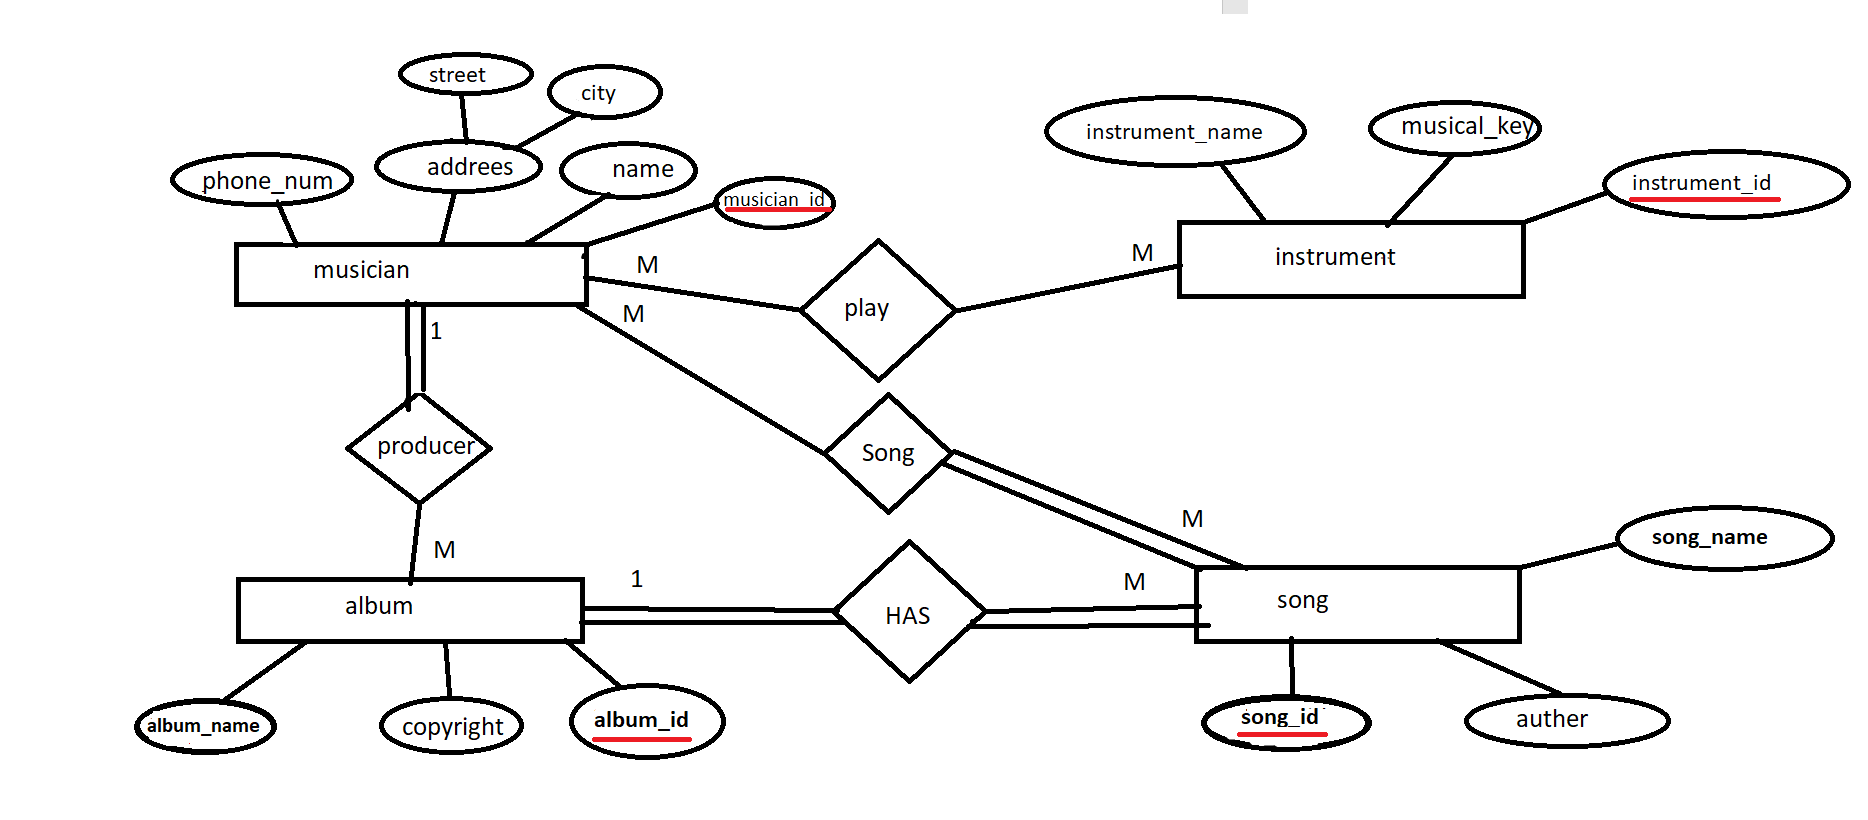 street
city
addrees
name
phone_num
musician_id
instrument_name
musical_key
instrument_id
musician
M
M
instrument
play
M
1
producer
Song
M
M
song_name
album
1
HAS
M
song
album_name
copyright
album_id
song_id
auther